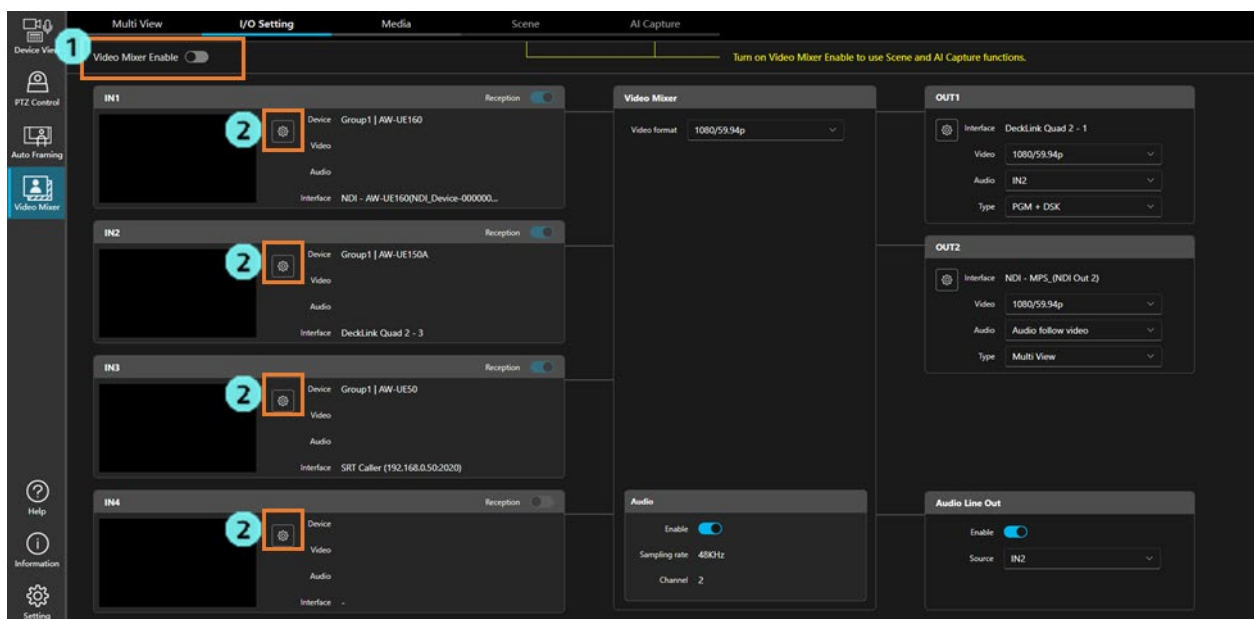 Multi View
I/O Setting
Media
Scene
AI Capture
Device View
1
Video Mixer Enable
Turn on Video Mixer Enable to use Scene and AI Capture functions.
PTZ Control
Auto Framing
Video Mixer
Help
Information
Setting
IN1
Reception
2
Device Group1 | AW-UE160
Video
Audio
Interface NDI - AW-UE160(NDI_Device-000000...
IN2
Reception
2
Device Group1 | AW-UE150A
Video
Audio
Interface DeckLink Quad 2 - 3
IN3
Reception
2
Device Group1 | AW-UE50
Video
Audio
Interface SRT Caller (192.168.0.50:2020)
IN4
Reception
2
Device
Video
Audio
Interface -
Video Mixer
Video format 1080/59.94p
Audio
Enable
Sampling rate 48KHz
Channel 2
OUT1
Interface DeckLink Quad 2 - 1
Video 1080/59.94p
Audio IN2
Type PGM + DSK
OUT2
Interface NDI - MPS_(NDI Out 2)
Video 1080/59.94p
Audio Audio follow video
Type Multi View
Audio Line Out
Enable
Source IN2